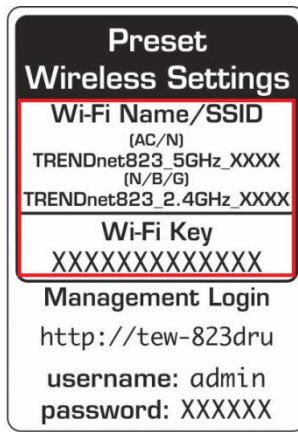 Preset
Wireless Settings
Wi-Fi Name/SSID
(AC/N)
TRENDnet823_5GHz_XXXX
(N/B/G)
TRENDnet823_2.4GHz_XXXX
Wi-Fi Key
XXXXXXXXXXXXX
Management Login
http://tew-823dru
username: admin
password: XXXXXX